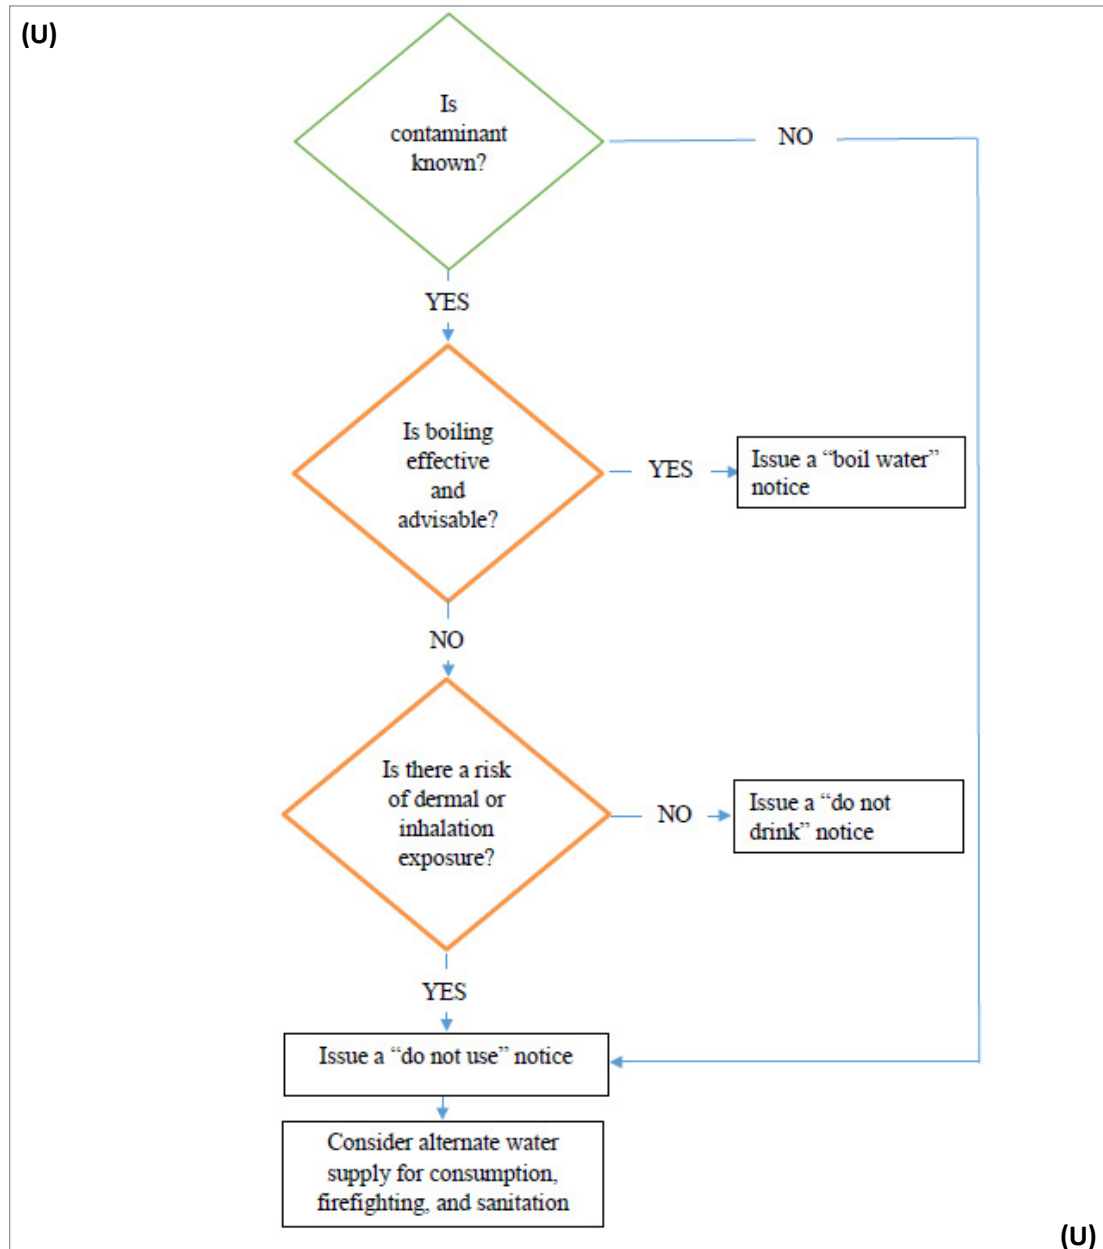 (U)
Is
contaminant
known?
NO
YES
Is boiling
effective
and
advisable?
YES
Issue a “boil water”
notice
NO
Is there a risk
of dermal or
inhalation
exposure?
NO
Issue a “do not
drink” notice
YES
Issue a “do not use” notice
Consider alternate water
supply for consumption,
firefighting, and sanitation
(U)